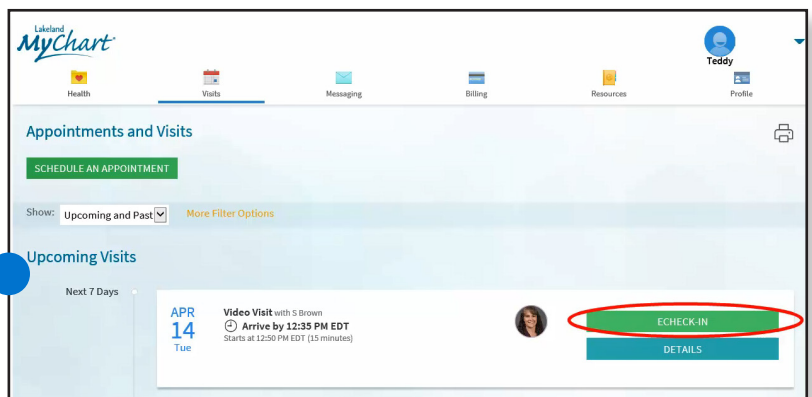 Lakeland
MyChart
Teddy
Health Visits Messaging Billing Resources Profile
Appointments and Visits
SCHEDULE AN APPOINTMENT
Show: Upcoming and Past More Filter Options
Upcoming Visits
Next 7 Days
APR
14
Tue
Video Visit with S Brown
Arrive by 12:35 PM EDT
Starts at 12:50 PM EDT (15 minutes)
ECHECK-IN
DETAILS